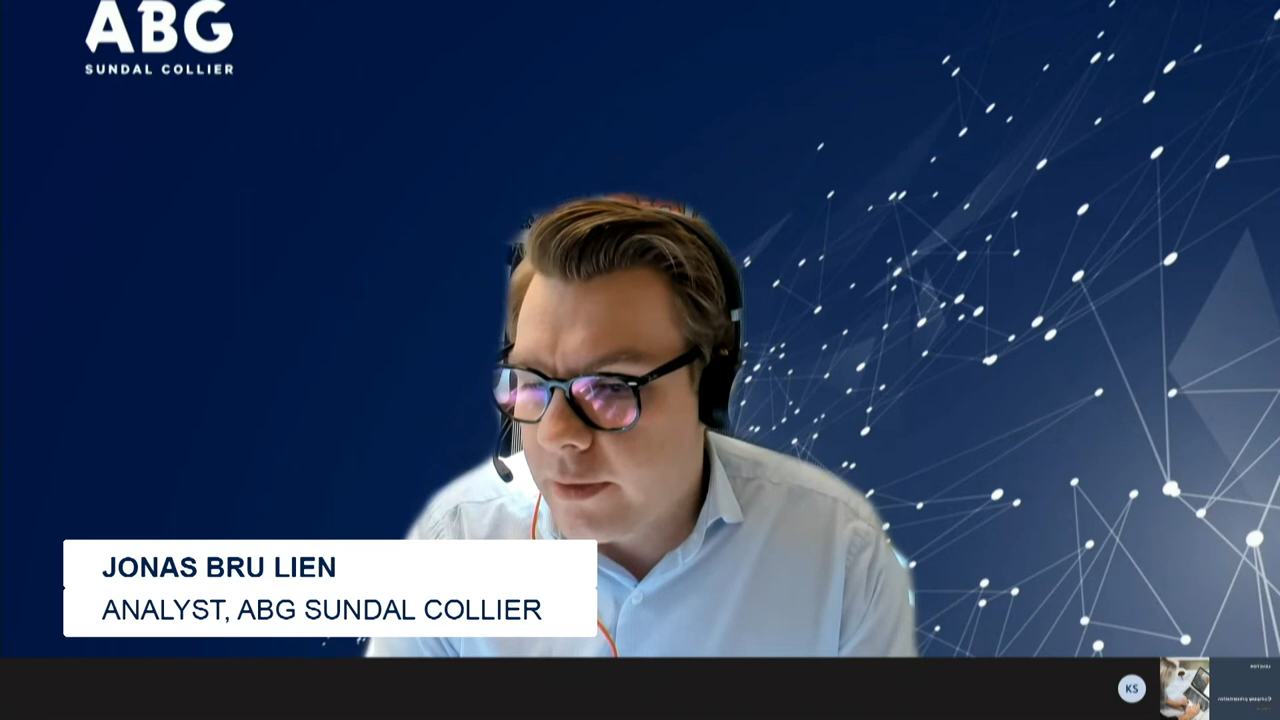 ABG
SUNDAL COLLIER
JONAS BRU LIEN
ANALYST, ABG SUNDAL COLLIER
KS